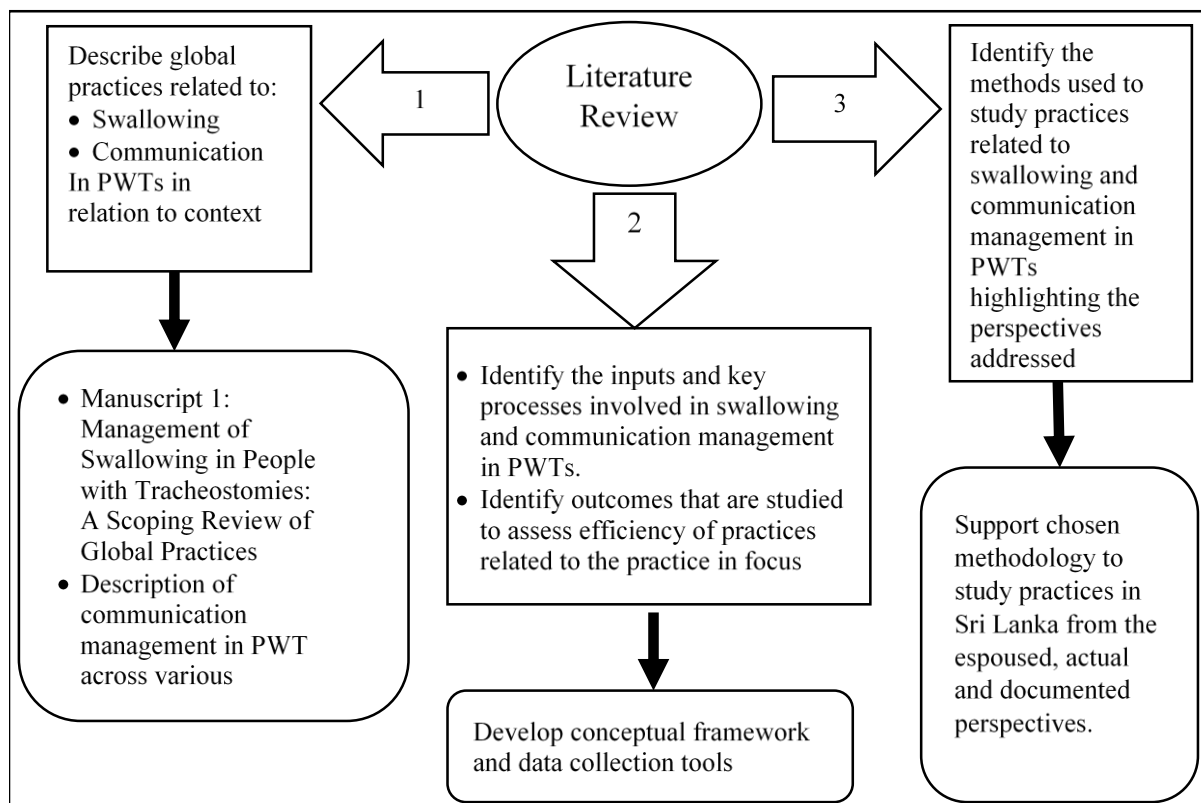 Literature
Review
1
Describe global
practices related to:
• Swallowing
• Communication
In PWTs in
relation to context
• Manuscript 1:
Management of
Swallowing in People
with Tracheostomies:
A Scoping Review of
Global Practices
• Description of
communication
management in PWT
across various
2
• Identify the inputs and key
processes involved in swallowing
and communication management
in PWTs.
• Identify outcomes that are studied
to assess efficiency of practices
related to the practice in focus
Develop conceptual framework
and data collection tools
3
Identify the
methods used to
study practices
related to
swallowing and
communication
management in
PWTs
highlighting the
perspectives
addressed
Support chosen
methodology to
study practices in
Sri Lanka from the
espoused, actual
and documented
perspectives.